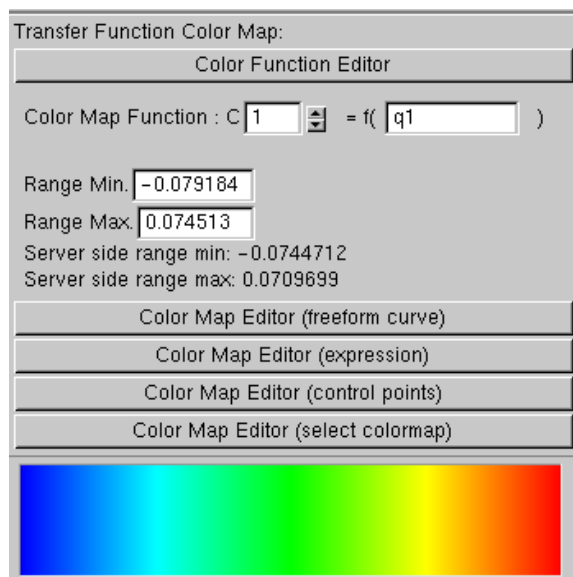 Transfer Function Color Map:
Color Function Editor
Color Map Function : C 1 = f( q1 )
Range Min. -0.079184
Range Max. 0.074513
Server side range min: -0.0744712
Server side range max: 0.0709699
Color Map Editor (freeform curve)
Color Map Editor (expression)
Color Map Editor (control points)
Color Map Editor (select colormap)